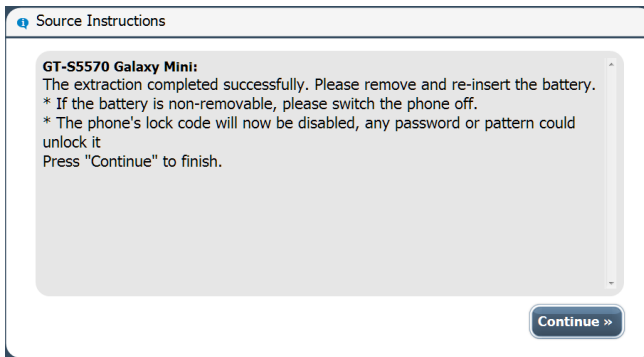 Source Instructions
GT-S5570 Galaxy Mini:
The extraction completed successfully. Please remove and re-insert the battery.
* If the battery is non-removable, please switch the phone off.
* The phone's lock code will now be disabled, any password or pattern could
unlock it
Press "Continue" to finish.
Continue »